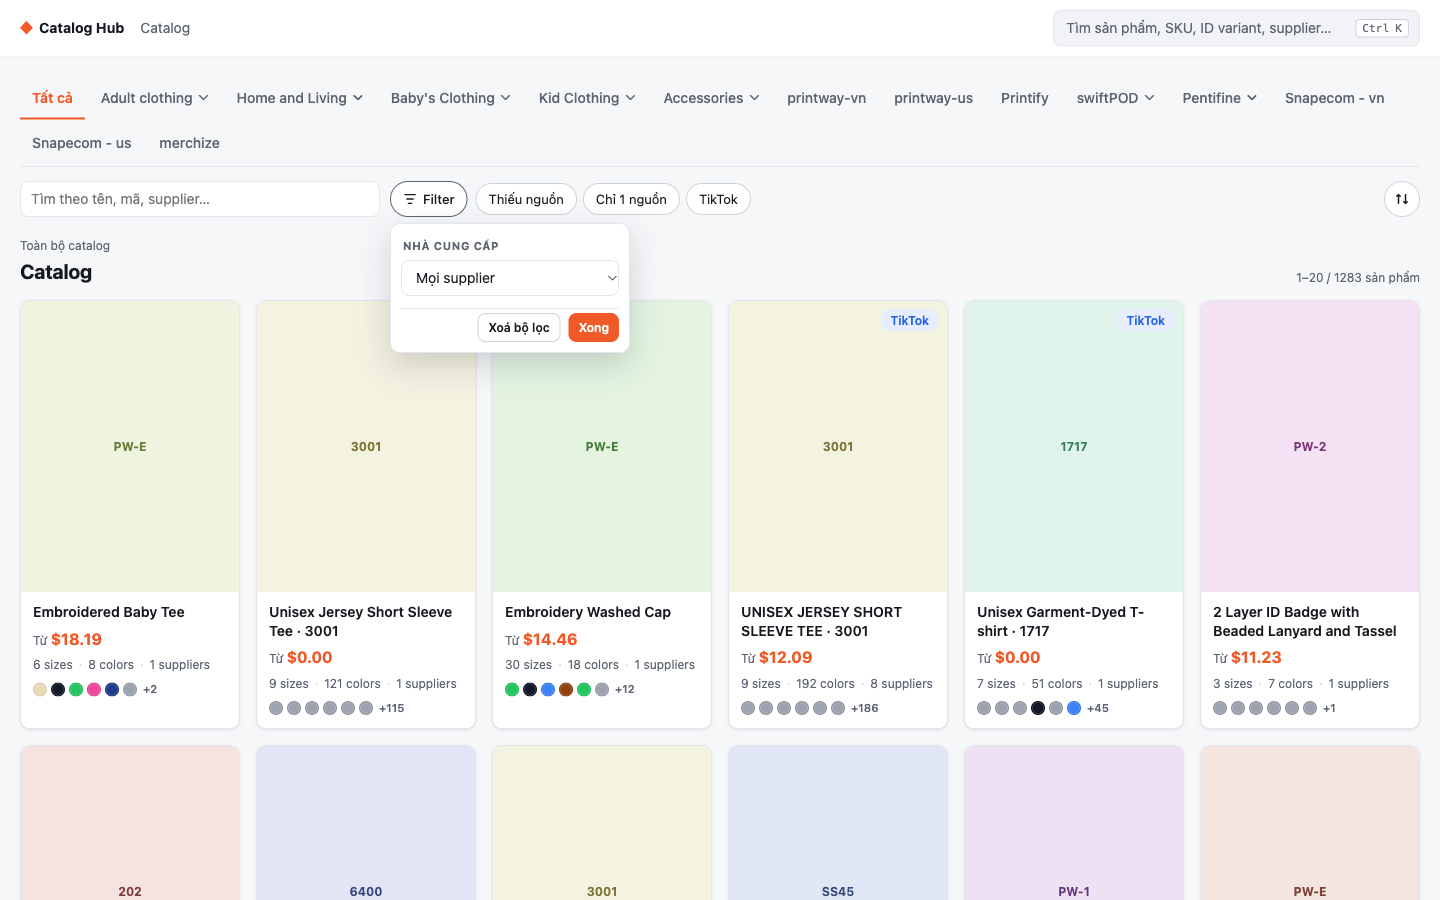 Catalog Hub
Catalog
Tìm sản phẩm, SKU, ID variant, supplier...
Ctrl K
Tất cả
Adult clothing
Home and Living
Baby's Clothing
Kid Clothing
Accessories
printway-vn
printway-us
Printify
swiftPOD
Pentifine
Snapecom - vn
Snapecom - us
merchize
Tìm theo tên, mã, supplier...
Filter
Thiếu nguồn
Chỉ 1 nguồn
TikTok
NHÀ CUNG CẤP
Mọi supplier
Xoá bộ lọc
Xong
Toàn bộ catalog
Catalog
1–20 / 1283 sản phẩm
PW-E
Embroidered Baby Tee
Từ $18.19
6 sizes · 8 colors · 1 suppliers
+2
3001
Unisex Jersey Short Sleeve
Tee · 3001
Từ $0.00
9 sizes · 121 colors · 1 suppliers
+115
PW-E
Embroidery Washed Cap
Từ $14.46
30 sizes · 18 colors · 1 suppliers
+12
TikTok
3001
UNISEX JERSEY SHORT
SLEEVE TEE · 3001
Từ $12.09
9 sizes · 192 colors · 8 suppliers
+186
TikTok
1717
Unisex Garment-Dyed T-
shirt · 1717
Từ $0.00
7 sizes · 51 colors · 1 suppliers
+45
PW-2
2 Layer ID Badge with
Beaded Lanyard and Tassel
Từ $11.23
3 sizes · 7 colors · 1 suppliers
+1
202
6400
3001
SS45
PW-1
PW-E